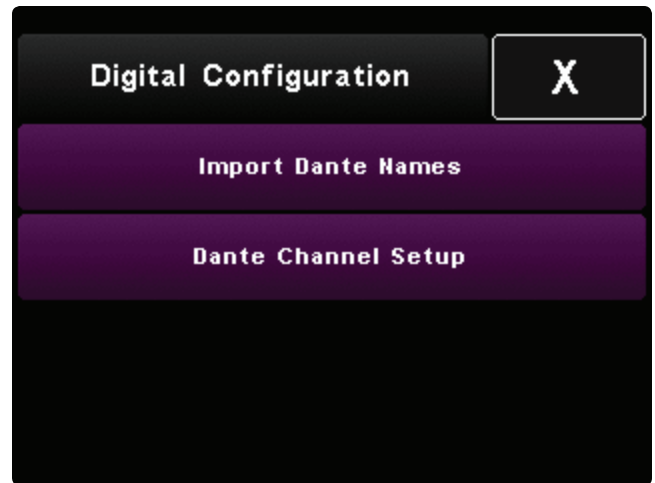 Digital Configuration X
Import Dante Names
Dante Channel Setup